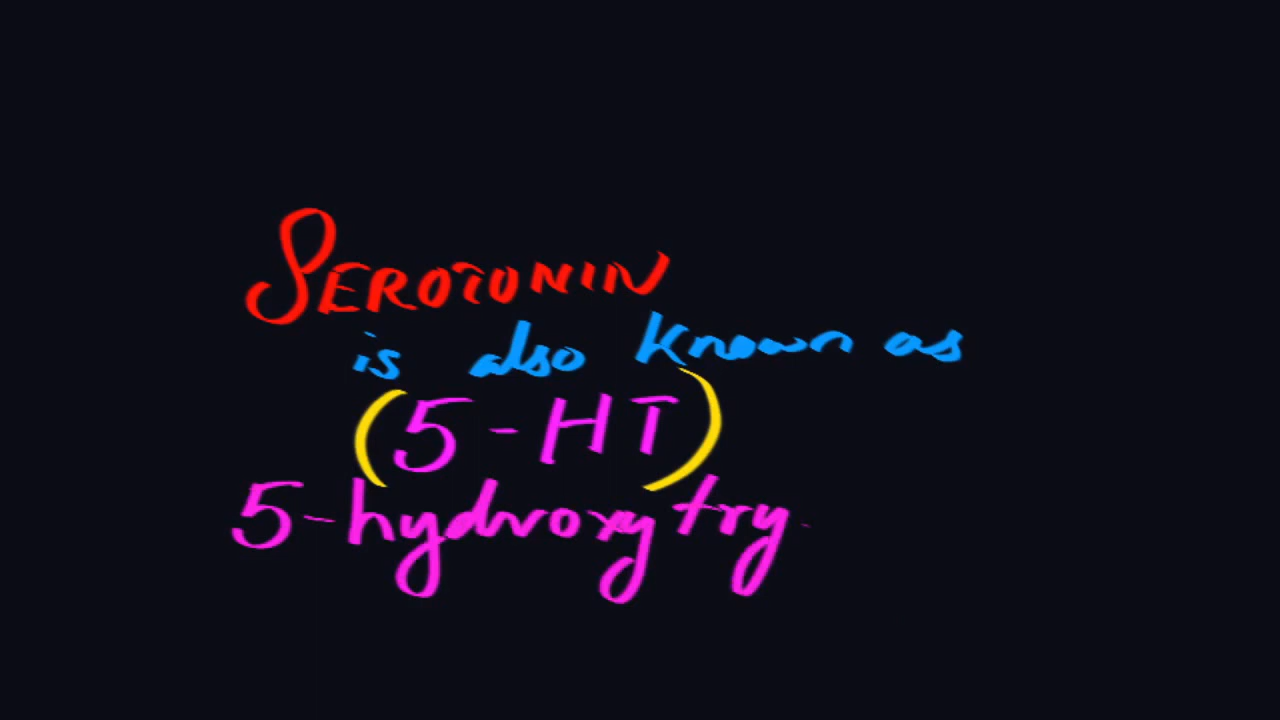 SEROTONIN
is also known as
(5-HT)
5-hydroxytry